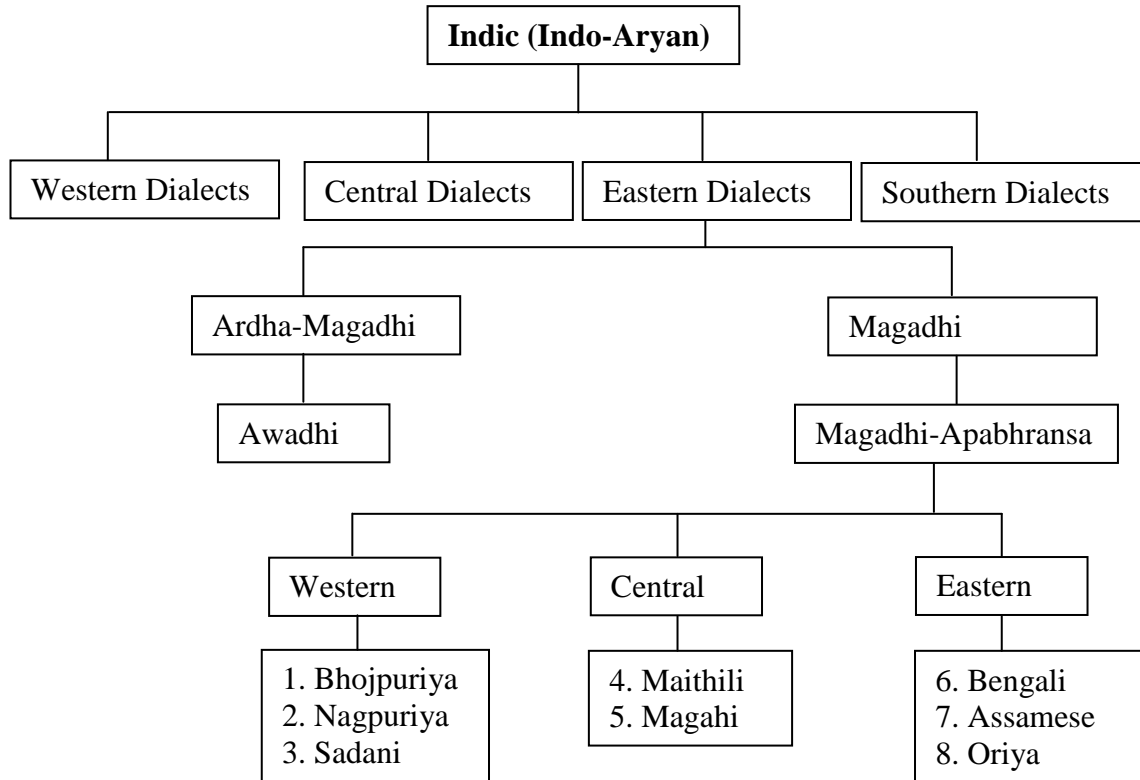 Indic (Indo-Aryan)
Western Dialects
Central Dialects
Eastern Dialects
Southern Dialects
Ardha-Magadhi
Magadhi
Awadhi
Magadhi-Apabhransa
Western
Central
Eastern
1. Bhojpuriya
2. Nagpuriya
3. Sadani
4. Maithili
5. Magahi
6. Bengali
7. Assamese
8. Oriya